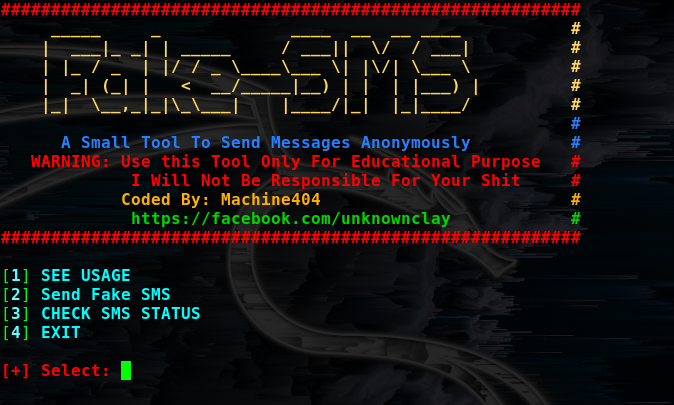 ############################################################
Fake-SMS #
#
#
#
#
#
A Small Tool To Send Messages Anonymously #
WARNING: Use this Tool Only For Educational Purpose #
I Will Not Be Responsible For Your Shit #
Coded By: Machine404 #
https://facebook.com/unknownclay #
############################################################
[1] SEE USAGE
[2] Send Fake SMS
[3] CHECK SMS STATUS
[4] EXIT
[+] Select: